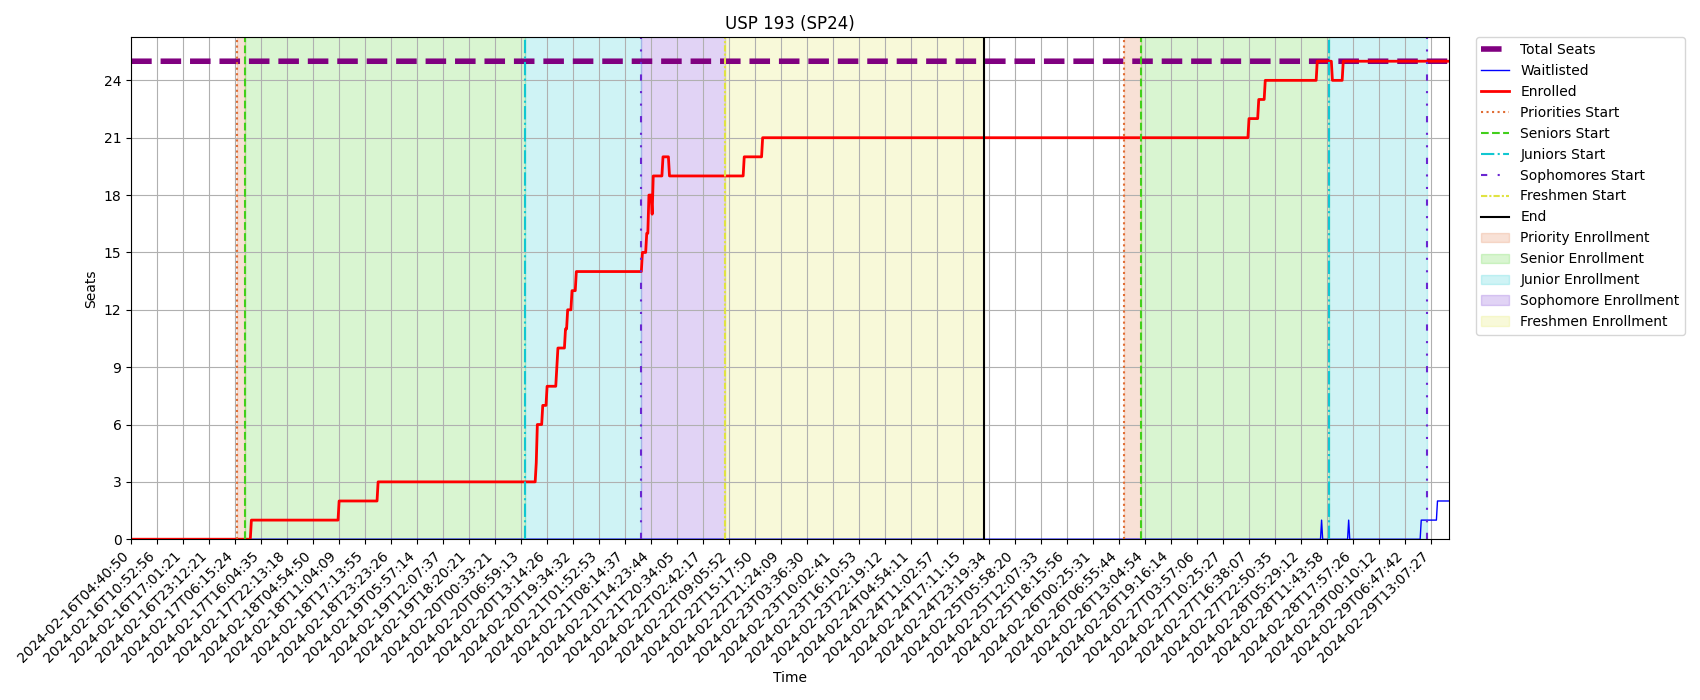 USP 193 (SP24)
Total Seats
Waitlisted
Enrolled
Priorities Start
Seniors Start
Juniors Start
Sophomores Start
Freshmen Start
End
Priority Enrollment
Senior Enrollment
Junior Enrollment
Sophomore Enrollment
Freshmen Enrollment
Seats
24
21
18
15
12
9
6
3
0
2024-02-16T04:40:50
2024-02-16T10:52:56
2024-02-16T17:01:21
2024-02-16T23:12:21
2024-02-17T06:15:24
2024-02-17T16:04:35
2024-02-17T22:13:18
2024-02-18T04:54:50
2024-02-18T11:04:09
2024-02-18T17:13:55
2024-02-18T23:23:26
2024-02-19T05:57:14
2024-02-19T12:07:37
2024-02-19T18:20:21
2024-02-20T00:33:21
2024-02-20T06:59:13
2024-02-20T13:14:26
2024-02-20T19:34:32
2024-02-21T01:52:53
2024-02-21T08:14:37
2024-02-21T14:23:44
2024-02-21T20:34:05
2024-02-22T02:42:17
2024-02-22T09:05:52
2024-02-22T15:17:50
2024-02-22T21:24:09
2024-02-23T03:36:30
2024-02-23T10:02:41
2024-02-23T16:10:53
2024-02-23T22:19:12
2024-02-24T04:54:11
2024-02-24T11:02:57
2024-02-24T17:11:15
2024-02-24T23:19:34
2024-02-25T05:58:20
2024-02-25T12:07:33
2024-02-25T18:15:56
2024-02-26T00:25:31
2024-02-26T06:55:44
2024-02-26T13:04:54
2024-02-26T19:16:14
2024-02-27T03:57:06
2024-02-27T10:25:27
2024-02-27T16:38:07
2024-02-27T22:50:35
2024-02-28T05:29:12
2024-02-28T11:43:58
2024-02-28T17:57:26
2024-02-29T00:10:12
2024-02-29T06:47:42
2024-02-29T13:07:27
Time